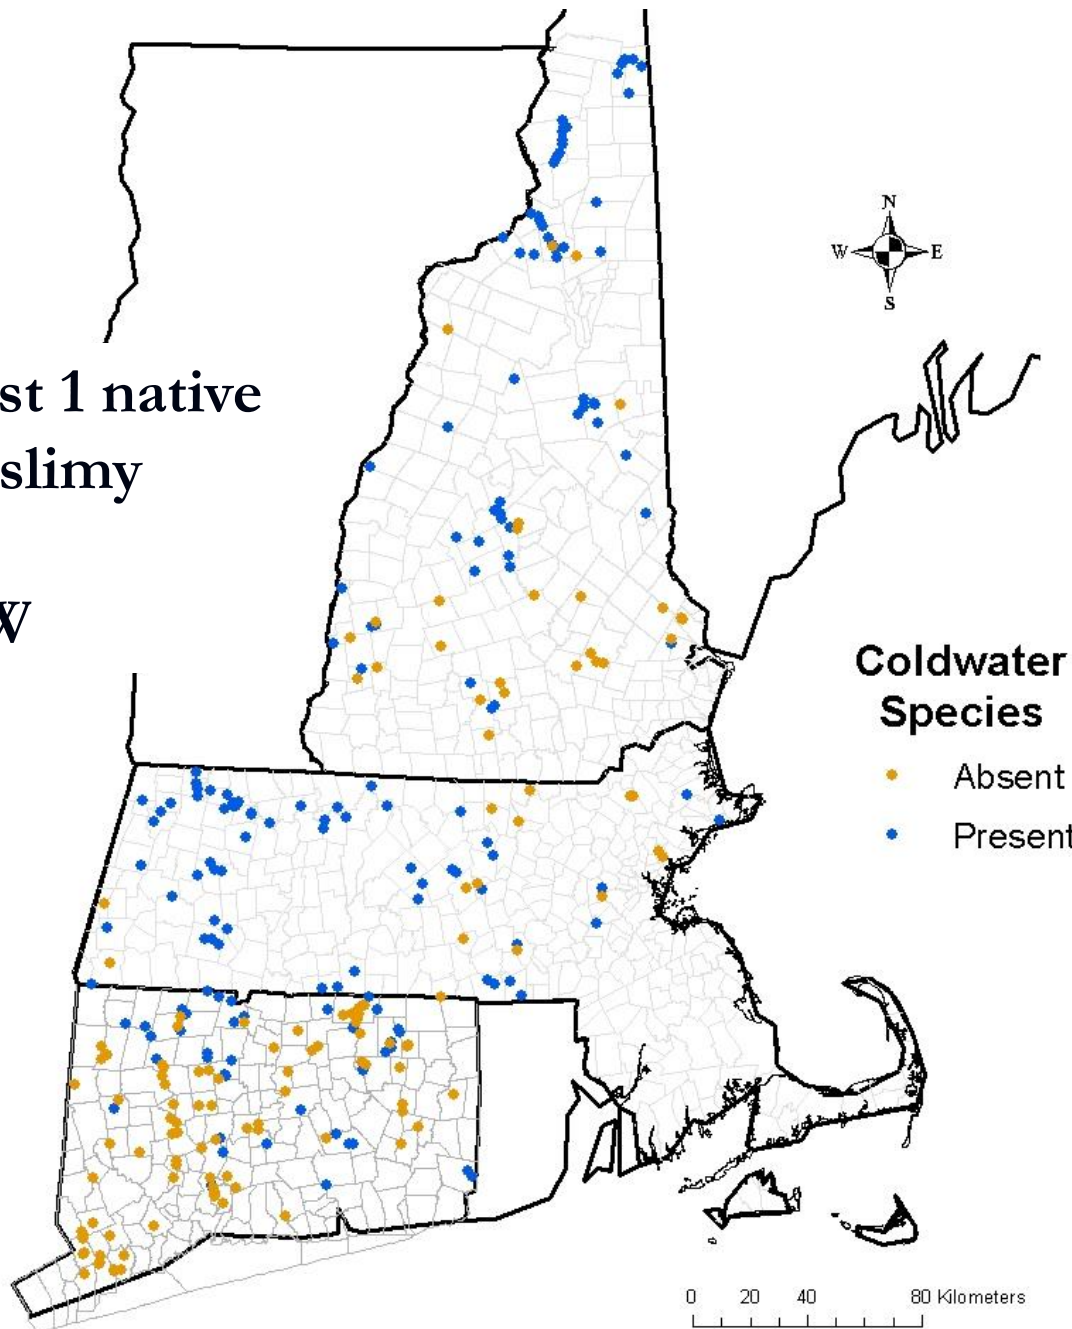 N
W E
S
st 1 native
slimy
W
Coldwater
Species
Absent
Present
0 20 40 80 Kilometers